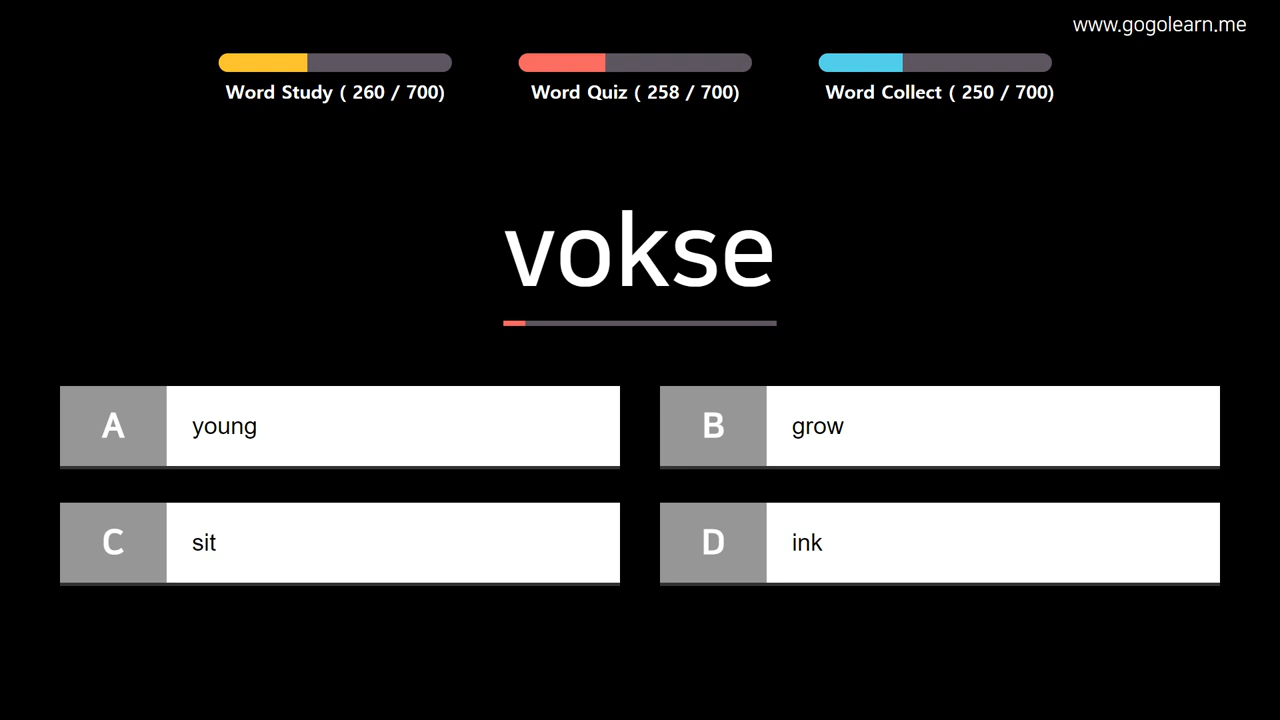 www.gogolearn.me
Word Study ( 260 / 700)
Word Quiz ( 258 / 700)
Word Collect ( 250 / 700)
vokse
A
young
B
grow
C
sit
D
ink